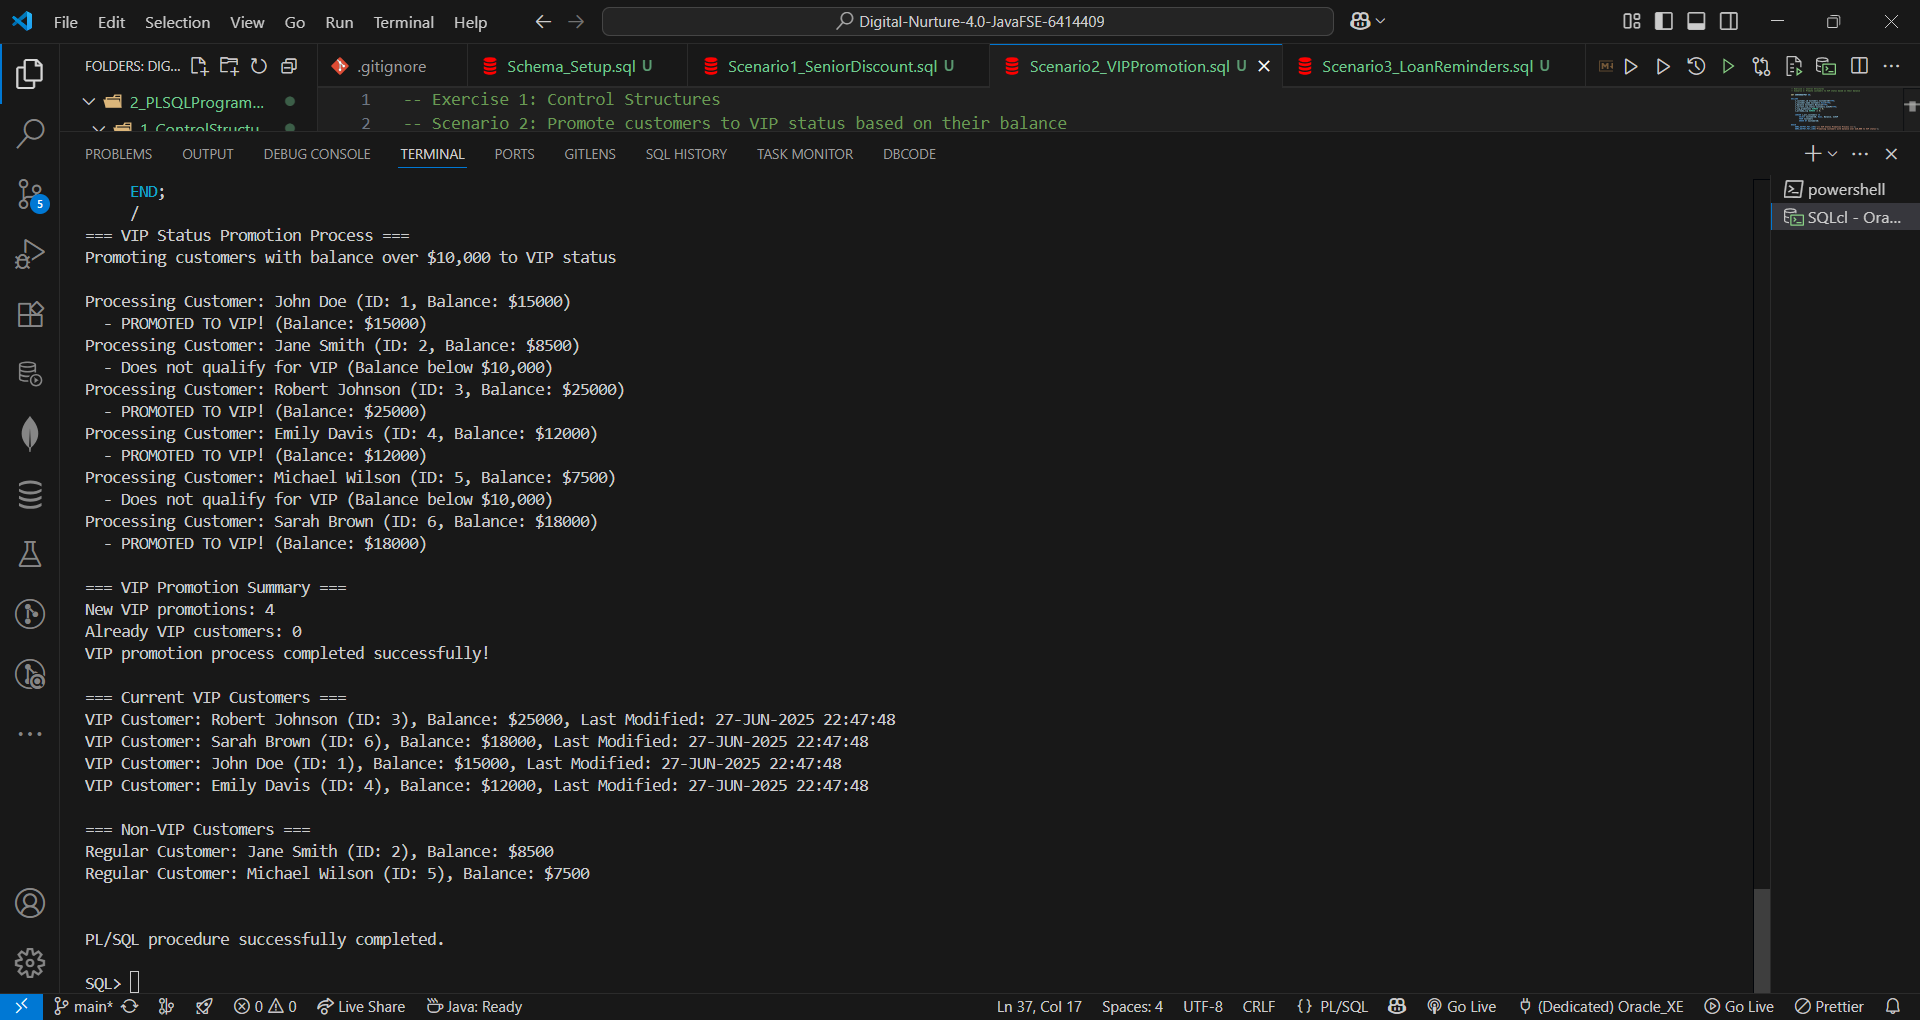 File Edit Selection View Go Run Terminal Help
Digital-Nurture-4.0-JavaFSE-6414409
FOLDERS: DIG...
.gitignore
Schema_Setup.sql U
Scenario1_SeniorDiscount.sql U
Scenario2_VIPPromotion.sql U
Scenario3_LoanReminders.sql U
2_PLSQLProgram...
1_ControlStructu
1 -- Exercise 1: Control Structures
2 -- Scenario 2: Promote customers to VIP status based on their balance
PROBLEMS OUTPUT DEBUG CONSOLE TERMINAL PORTS GITLENS SQL HISTORY TASK MONITOR DBCODE
powershell
SQLcl - Ora...
5
END;
/
=== VIP Status Promotion Process ===
Promoting customers with balance over $10,000 to VIP status
Processing Customer: John Doe (ID: 1, Balance: $15000)
- PROMOTED TO VIP! (Balance: $15000)
Processing Customer: Jane Smith (ID: 2, Balance: $8500)
- Does not qualify for VIP (Balance below $10,000)
Processing Customer: Robert Johnson (ID: 3, Balance: $25000)
- PROMOTED TO VIP! (Balance: $25000)
Processing Customer: Emily Davis (ID: 4, Balance: $12000)
- PROMOTED TO VIP! (Balance: $12000)
Processing Customer: Michael Wilson (ID: 5, Balance: $7500)
- Does not qualify for VIP (Balance below $10,000)
Processing Customer: Sarah Brown (ID: 6, Balance: $18000)
- PROMOTED TO VIP! (Balance: $18000)
=== VIP Promotion Summary ===
New VIP promotions: 4
Already VIP customers: 0
VIP promotion process completed successfully!
=== Current VIP Customers ===
VIP Customer: Robert Johnson (ID: 3), Balance: $25000, Last Modified: 27-JUN-2025 22:47:48
VIP Customer: Sarah Brown (ID: 6), Balance: $18000, Last Modified: 27-JUN-2025 22:47:48
VIP Customer: John Doe (ID: 1), Balance: $15000, Last Modified: 27-JUN-2025 22:47:48
VIP Customer: Emily Davis (ID: 4), Balance: $12000, Last Modified: 27-JUN-2025 22:47:48
=== Non-VIP Customers ===
Regular Customer: Jane Smith (ID: 2), Balance: $8500
Regular Customer: Michael Wilson (ID: 5), Balance: $7500
PL/SQL procedure successfully completed.
SQL>
main* 0 0 Live Share Java: Ready Ln 37, Col 17 Spaces: 4 UTF-8 CRLF {} PL/SQL Go Live (Dedicated) Oracle_XE Go Live Prettier